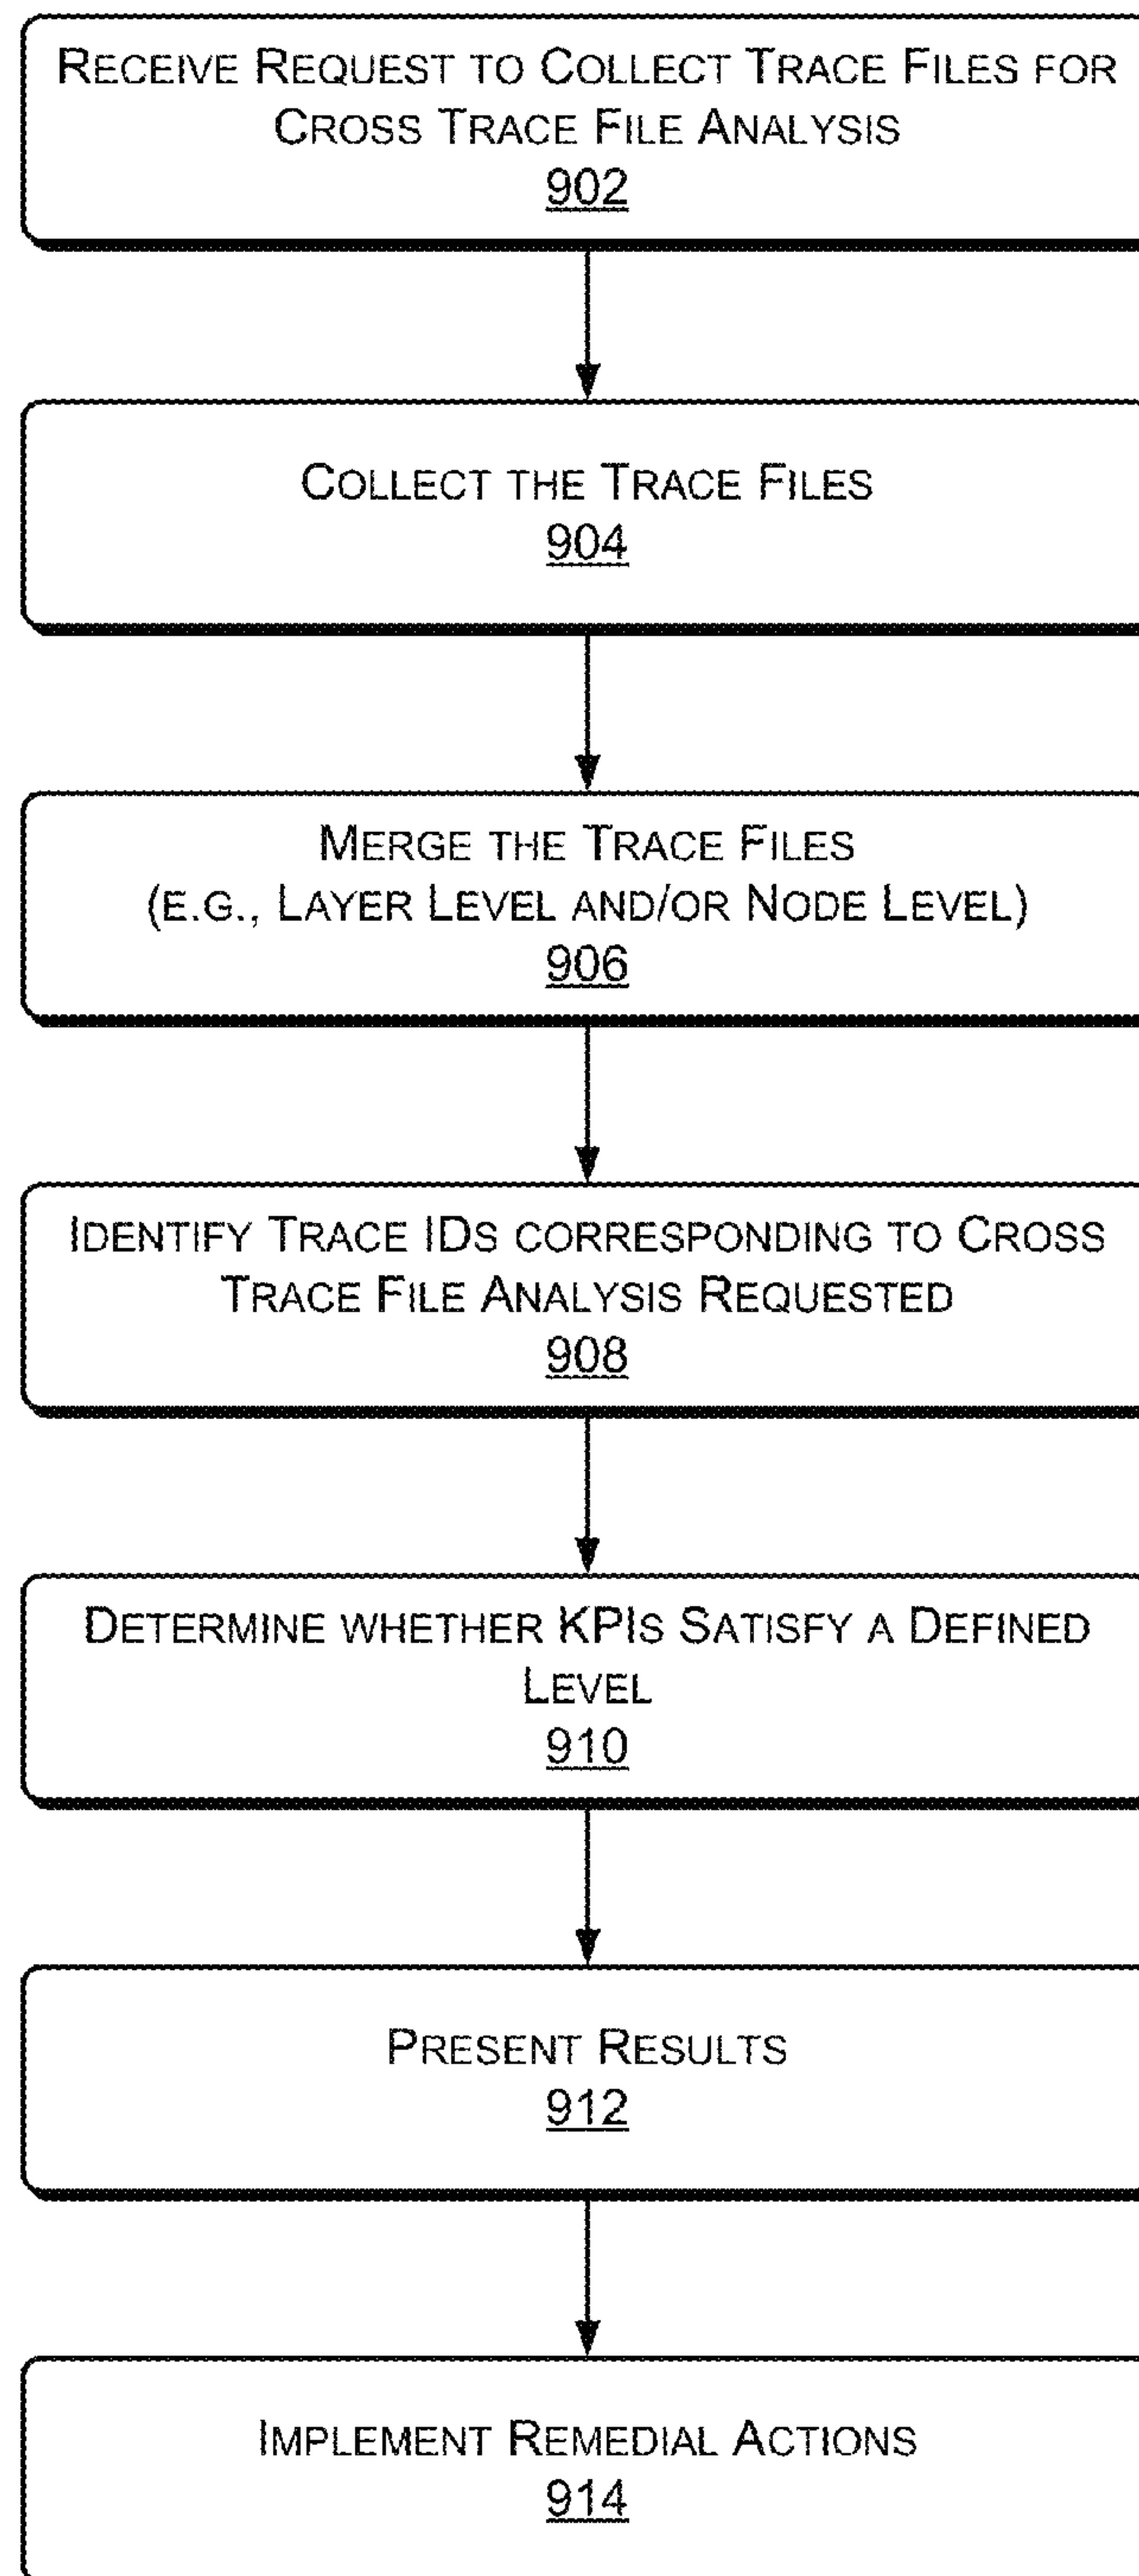 RECEIVE REQUEST TO COLLECT TRACE FILES FOR
CROSS TRACE FILE ANALYSIS
902
COLLECT THE TRACE FILES
904
MERGE THE TRACE FILES
(E.G., LAYER LEVEL AND/OR NODE LEVEL)
906
IDENTIFY TRACE IDS CORRESPONDING TO CROSS
TRACE FILE ANALYSIS REQUESTED
908
DETERMINE WHETHER KPIS SATISFY A DEFINED
LEVEL
910
PRESENT RESULTS
912
IMPLEMENT REMEDIAL ACTIONS
914